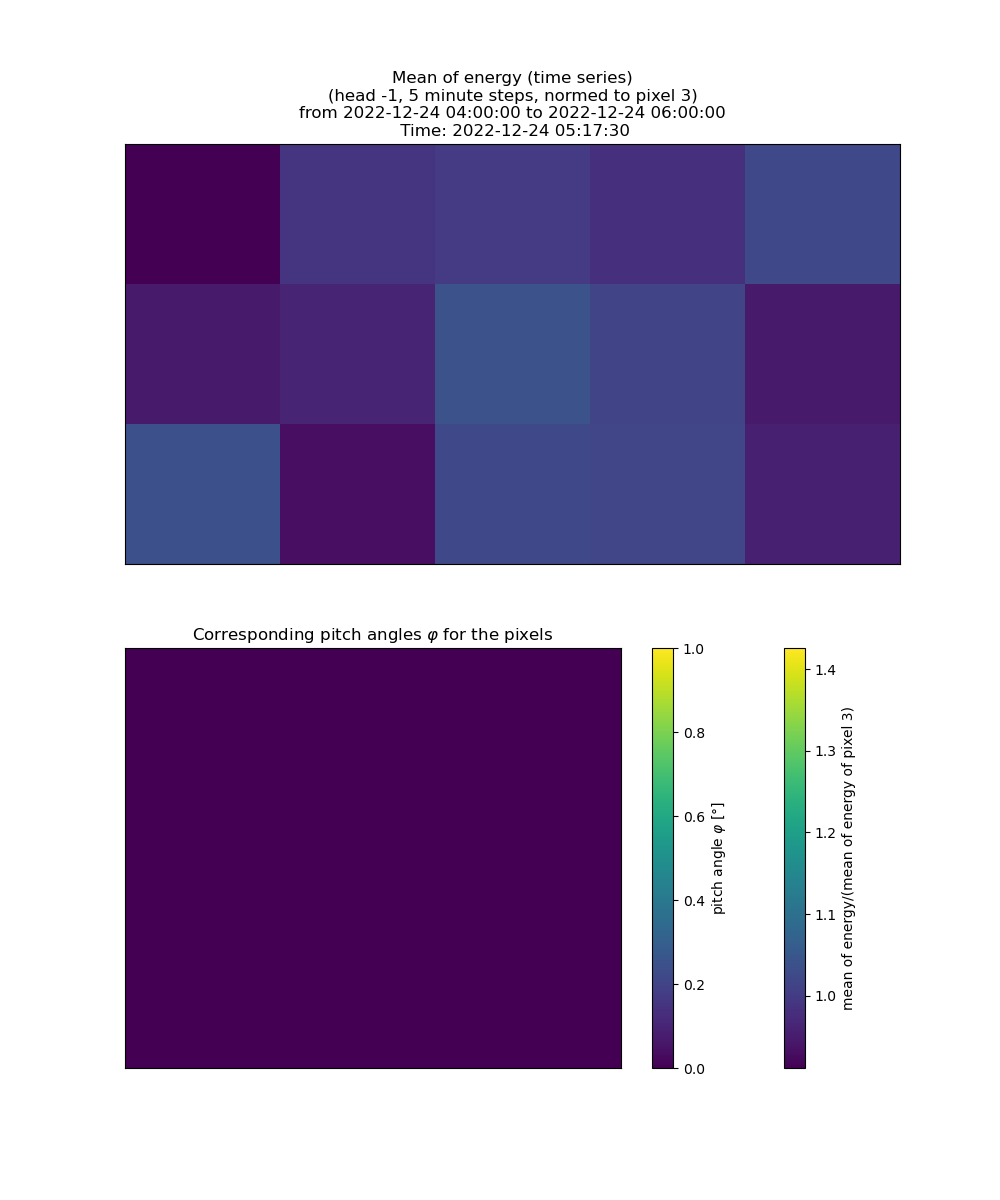 Mean of energy (time series)
(head -1, 5 minute steps, normed to pixel 3)
from 2022-12-24 04:00:00 to 2022-12-24 06:00:00
Time: 2022-12-24 05:17:30
Corresponding pitch angles φ for the pixels
1.0
0.8
0.6
0.4
0.2
0.0
pitch angle φ [°]
1.4
1.3
1.2
1.1
1.0
mean of energy/(mean of energy of pixel 3)